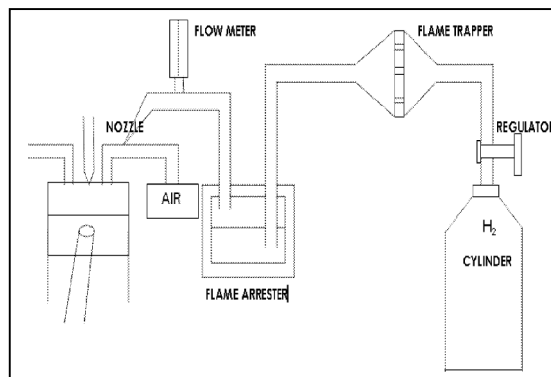 FLOW METER
FLAME TRAPPER
NOZZLE
REGULATOR
AIR
H2
CYLINDER
FLAME ARRESTER